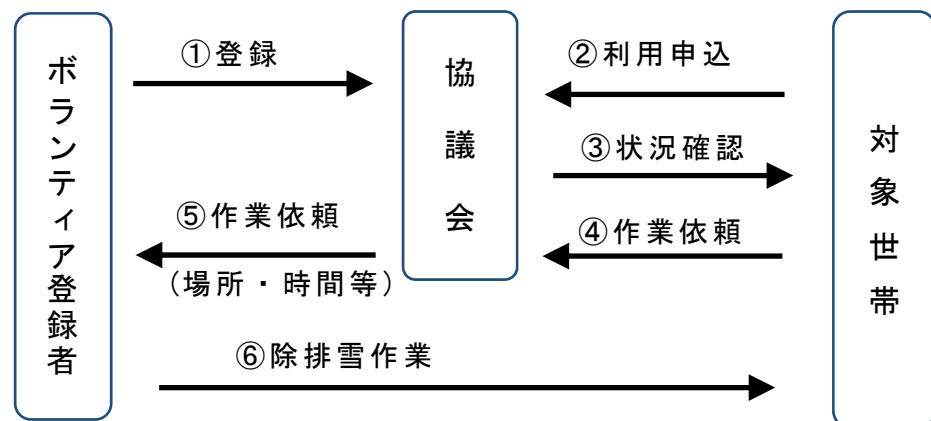 ボランティア登録者
①登録
協議会
②利用申込
③状況確認
④作業依頼
⑤作業依頼
(場所・時間等)
⑥除排雪作業
対象世帯